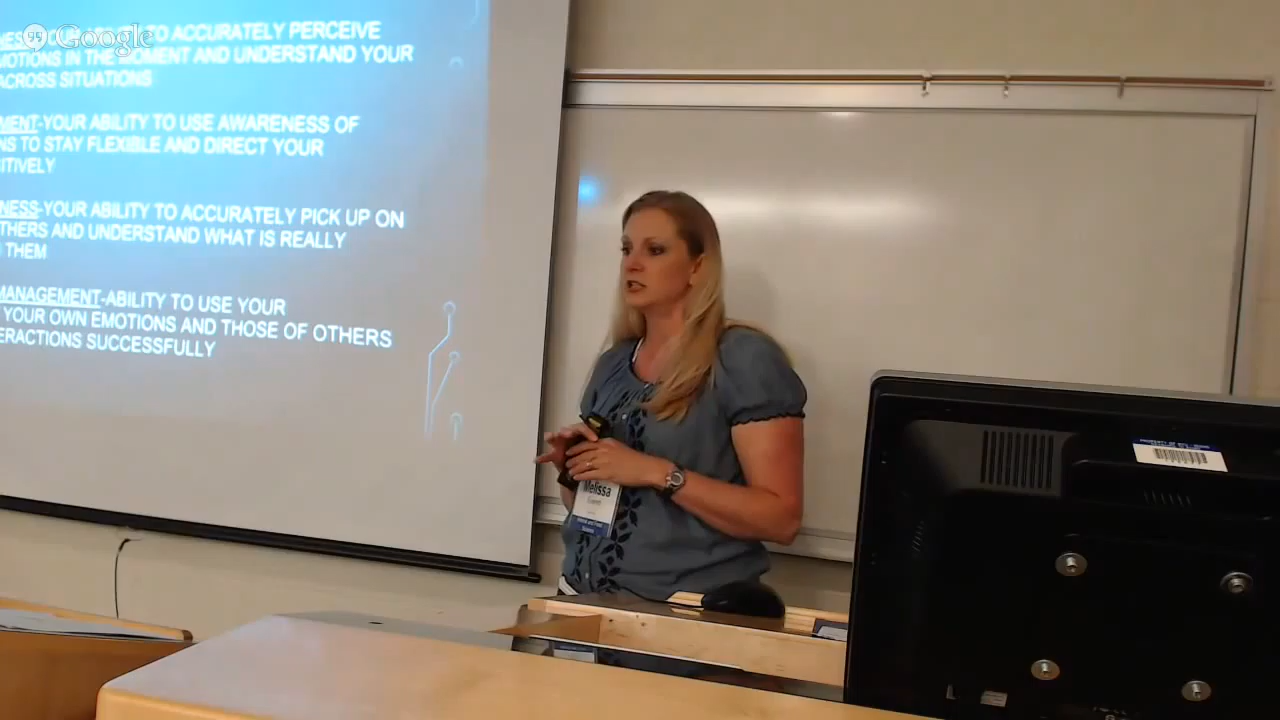 Google
TO ACCURATELY PERCEIVE
IN THE MOMENT AND UNDERSTAND YOUR
ACROSS SITUATIONS
MENT-YOUR ABILITY TO USE AWARENESS OF
NS TO STAY FLEXIBLE AND DIRECT YOUR
ITIVELY
NESS-YOUR ABILITY TO ACCURATELY PICK UP ON
THERS AND UNDERSTAND WHAT IS REALLY
THEM
MANAGEMENT-ABILITY TO USE YOUR
YOUR OWN EMOTIONS AND THOSE OF OTHERS
ERACTIONS SUCCESSFULLY
Melissa